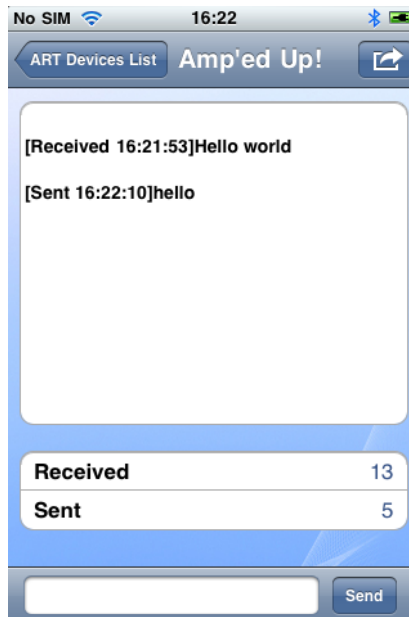 No SIM 16:22
ART Devices List Amp'ed Up!
[Received 16:21:53]Hello world
[Sent 16:22:10]hello
Received 13
Sent 5
Send